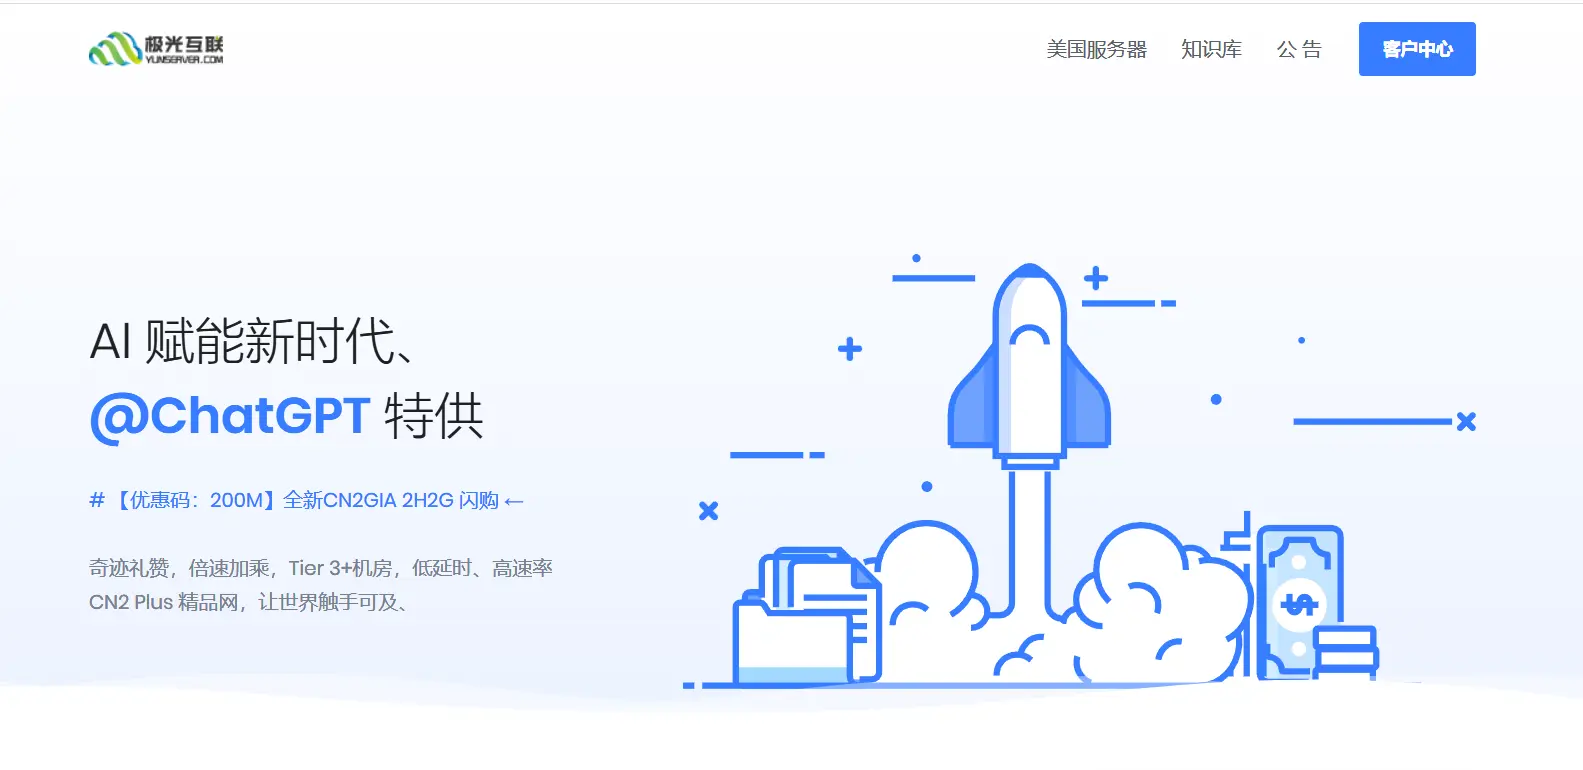 极光互联
YUNSERVER.COM
美国服务器
知识库
公 告
客户中心
AI 赋能新时代、
@ChatGPT 特供
# 【优惠码：200M】全新CN2GIA 2H2G 闪购 ←
奇迹礼赞，倍速加乘，Tier 3+机房，低延时、高速率
CN2 Plus 精品网，让世界触手可及、
$